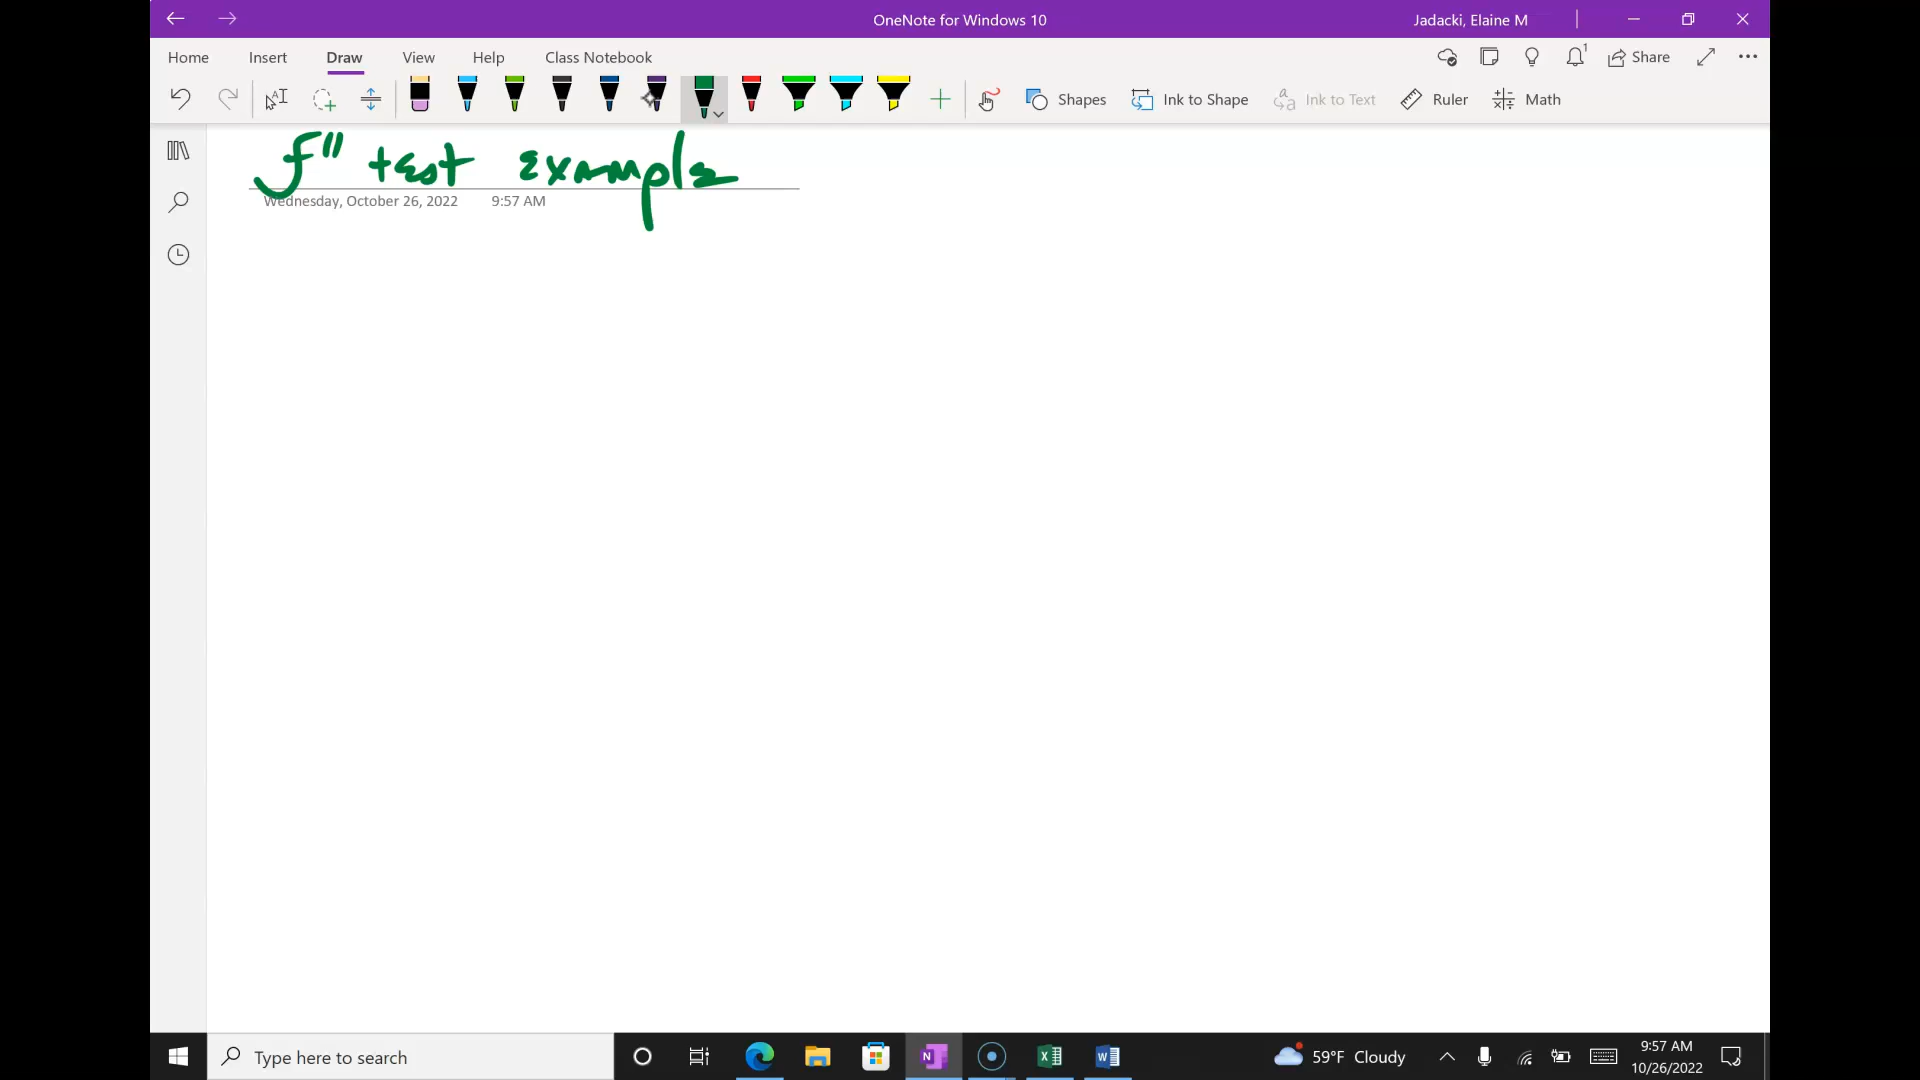 OneNote for Windows 10
Jadacki, Elaine M
Home Insert Draw View Help Class Notebook
1
Share
Shapes Ink to Shape Ink to Text Ruler Math
f" test example
Wednesday, October 26, 2022 9:57 AM
Type here to search
59°F Cloudy
9:57 AM
10/26/2022